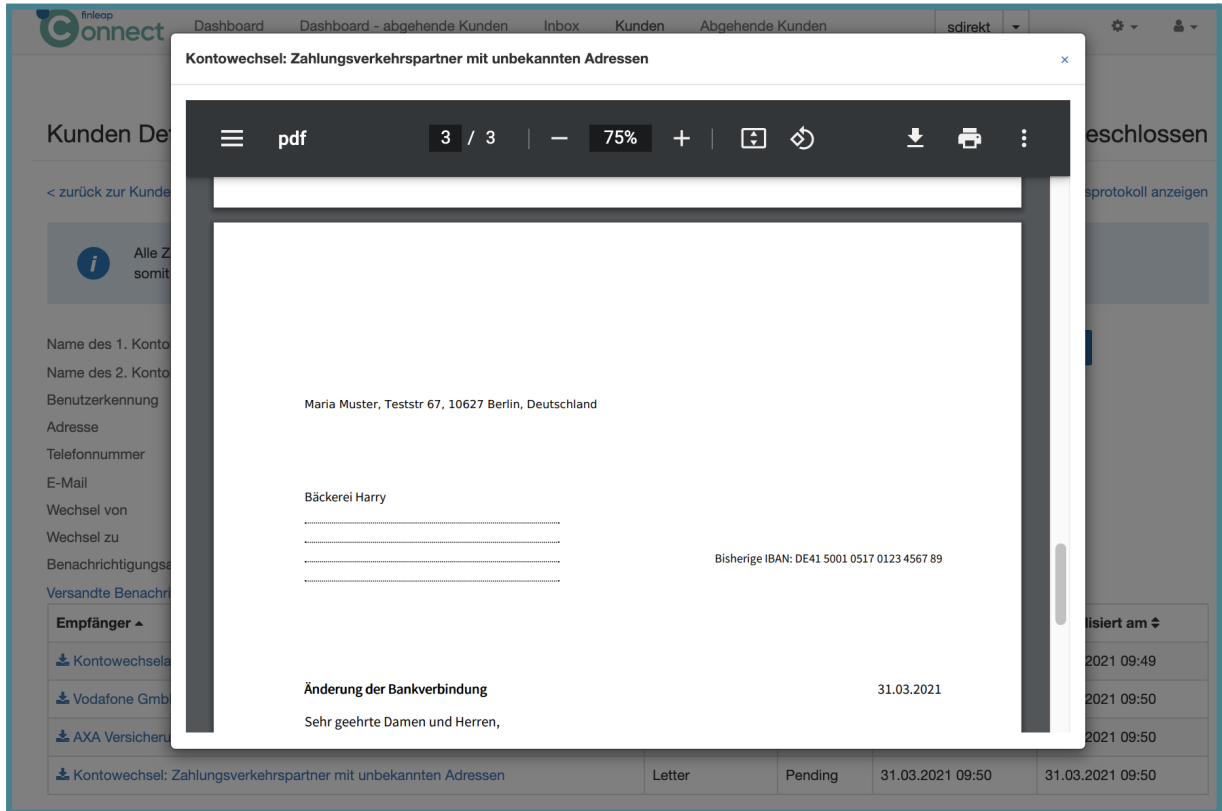 finleap
connect
Dashboard Dashboard - abgehende Kunden Inbox Kunden Abgehende Kunden sdirekt
Kontowechsel: Zahlungsverkehrspartner mit unbekannten Adressen ×
Kunden De eschlossen
pdf 3 / 3 75%
< zurück zur Kunde sprotokoll anzeigen
i
Alle Z
somit
Name des 1. Konto
Name des 2. Konto
Benutzerkennung
Adresse
Telefonnummer
E-Mail
Wechsel von
Wechsel zu
Benachrichtigungsa
Versandte Benachri
Maria Muster, Teststr 67, 10627 Berlin, Deutschland
Bäckerei Harry
Bisherige IBAN: DE41 5001 0517 0123 4567 89
Änderung der Bankverbindung 31.03.2021
Sehr geehrte Damen und Herren,
Empfänger lisiert am
Kontowechsela 2021 09:49
Vodafone Gmb 2021 09:50
AXA Versicheru 2021 09:50
Kontowechsel: Zahlungsverkehrspartner mit unbekannten Adressen Letter Pending 31.03.2021 09:50 31.03.2021 09:50